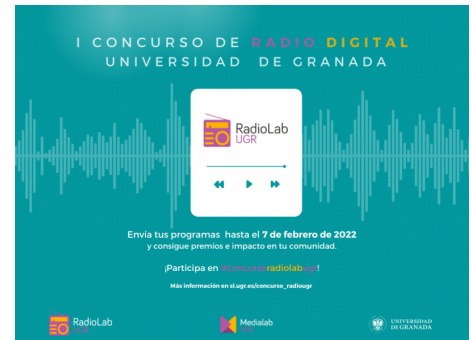 I CONCURSO DE RADIO DIGITAL
UNIVERSIDAD DE GRANADA
RadioLab
UGR
Envía tus programas hasta el 7 de febrero de 2022
y consigue premios e impacto en tu comunidad.
¡Participa en #concursoradiolabugr!
Más información en sl.ugr.es/concurso_radiougr
RadioLab
UGR
Medialab
UGR
UNIVERSIDAD
DE GRANADA